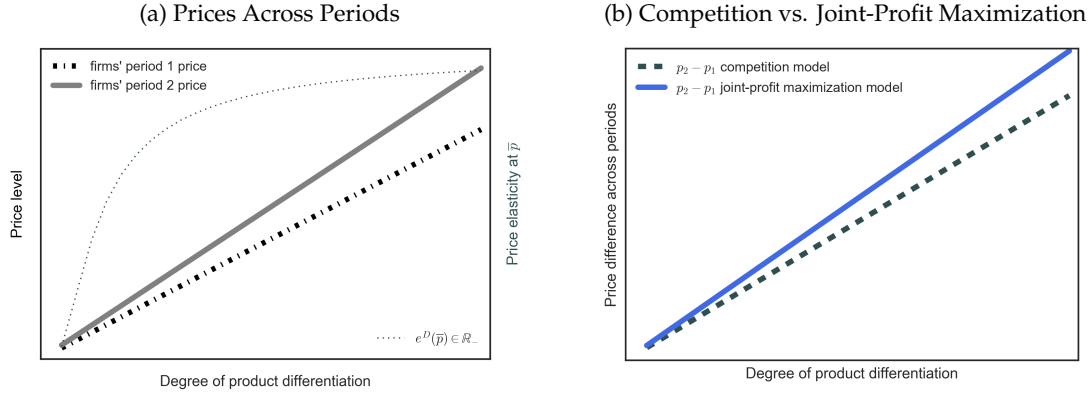 (a) Prices Across Periods
firms' period 1 price
firms' period 2 price
Price level
Price elasticity at p̅
e^D(p̅) ∈ ℝ_
Degree of product differentiation
(b) Competition vs. Joint-Profit Maximization
p₂ − p₁ competition model
p₂ − p₁ joint-profit maximization model
Price difference across periods
Degree of product differentiation